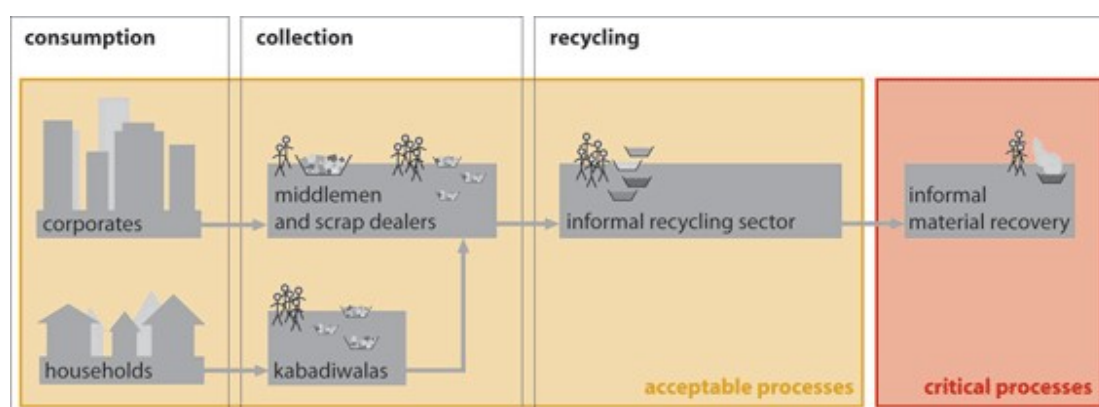 consumption
collection
recycling
corporates
middlemen
and scrap dealers
informal recycling sector
informal
material recovery
households
kabadiwalas
acceptable processes
critical processes